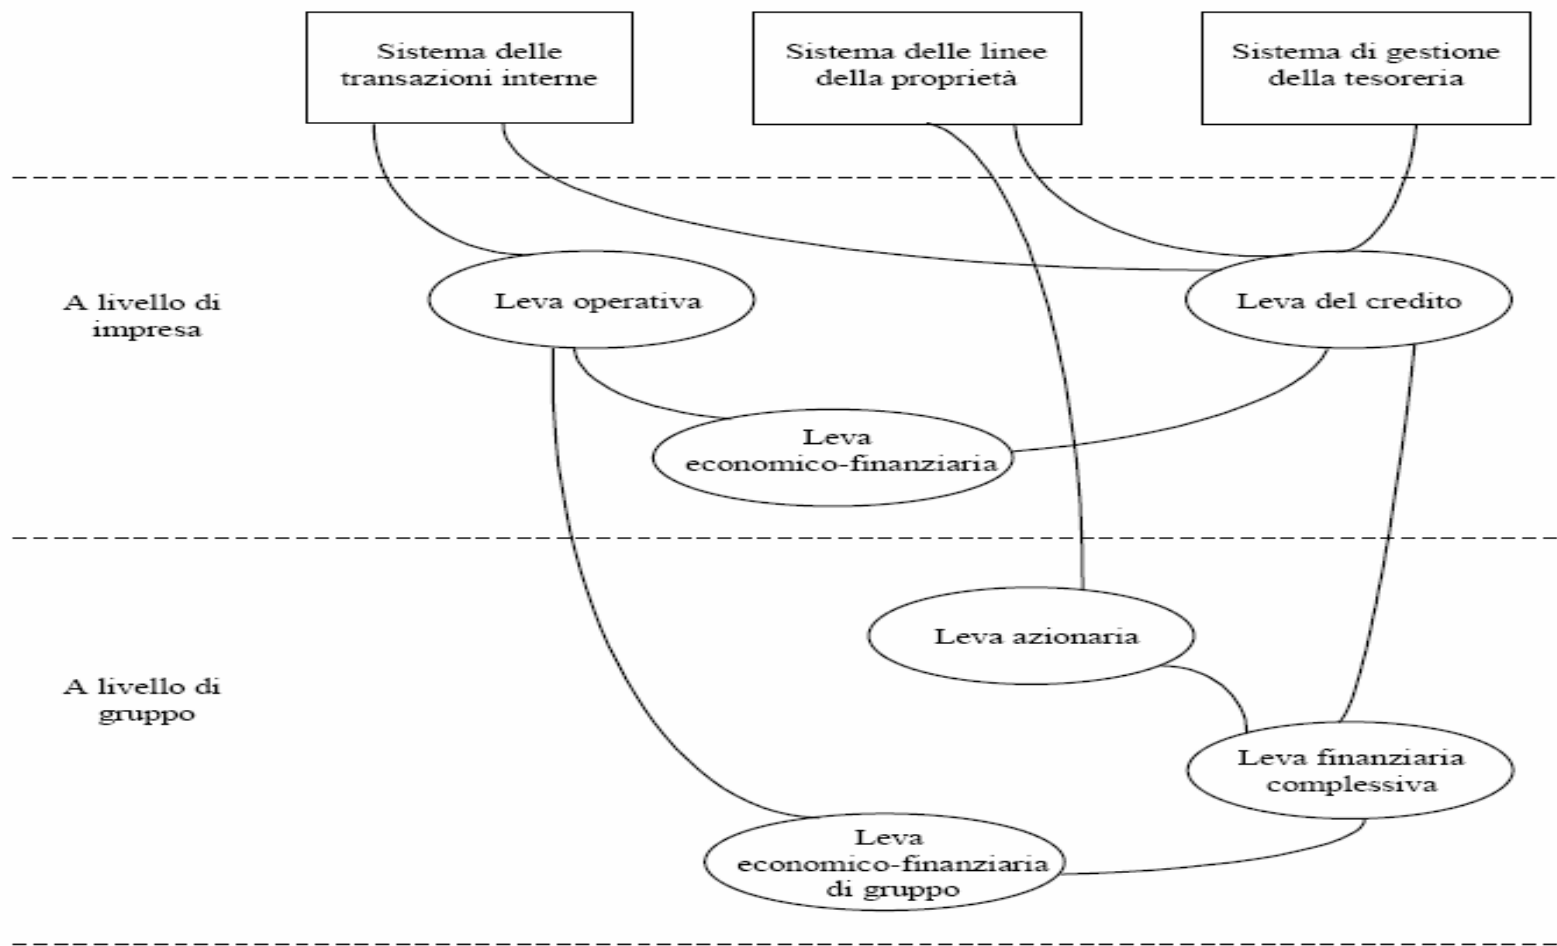 Sistema delle
transazioni interne
Sistema delle linee
della proprietà
Sistema di gestione
della tesoreria
A livello di
impresa
Leva operativa
Leva del credito
Leva
economico-finanziaria
A livello di
gruppo
Leva azionaria
Leva finanziaria
complessiva
Leva
economico-finanziaria
di gruppo